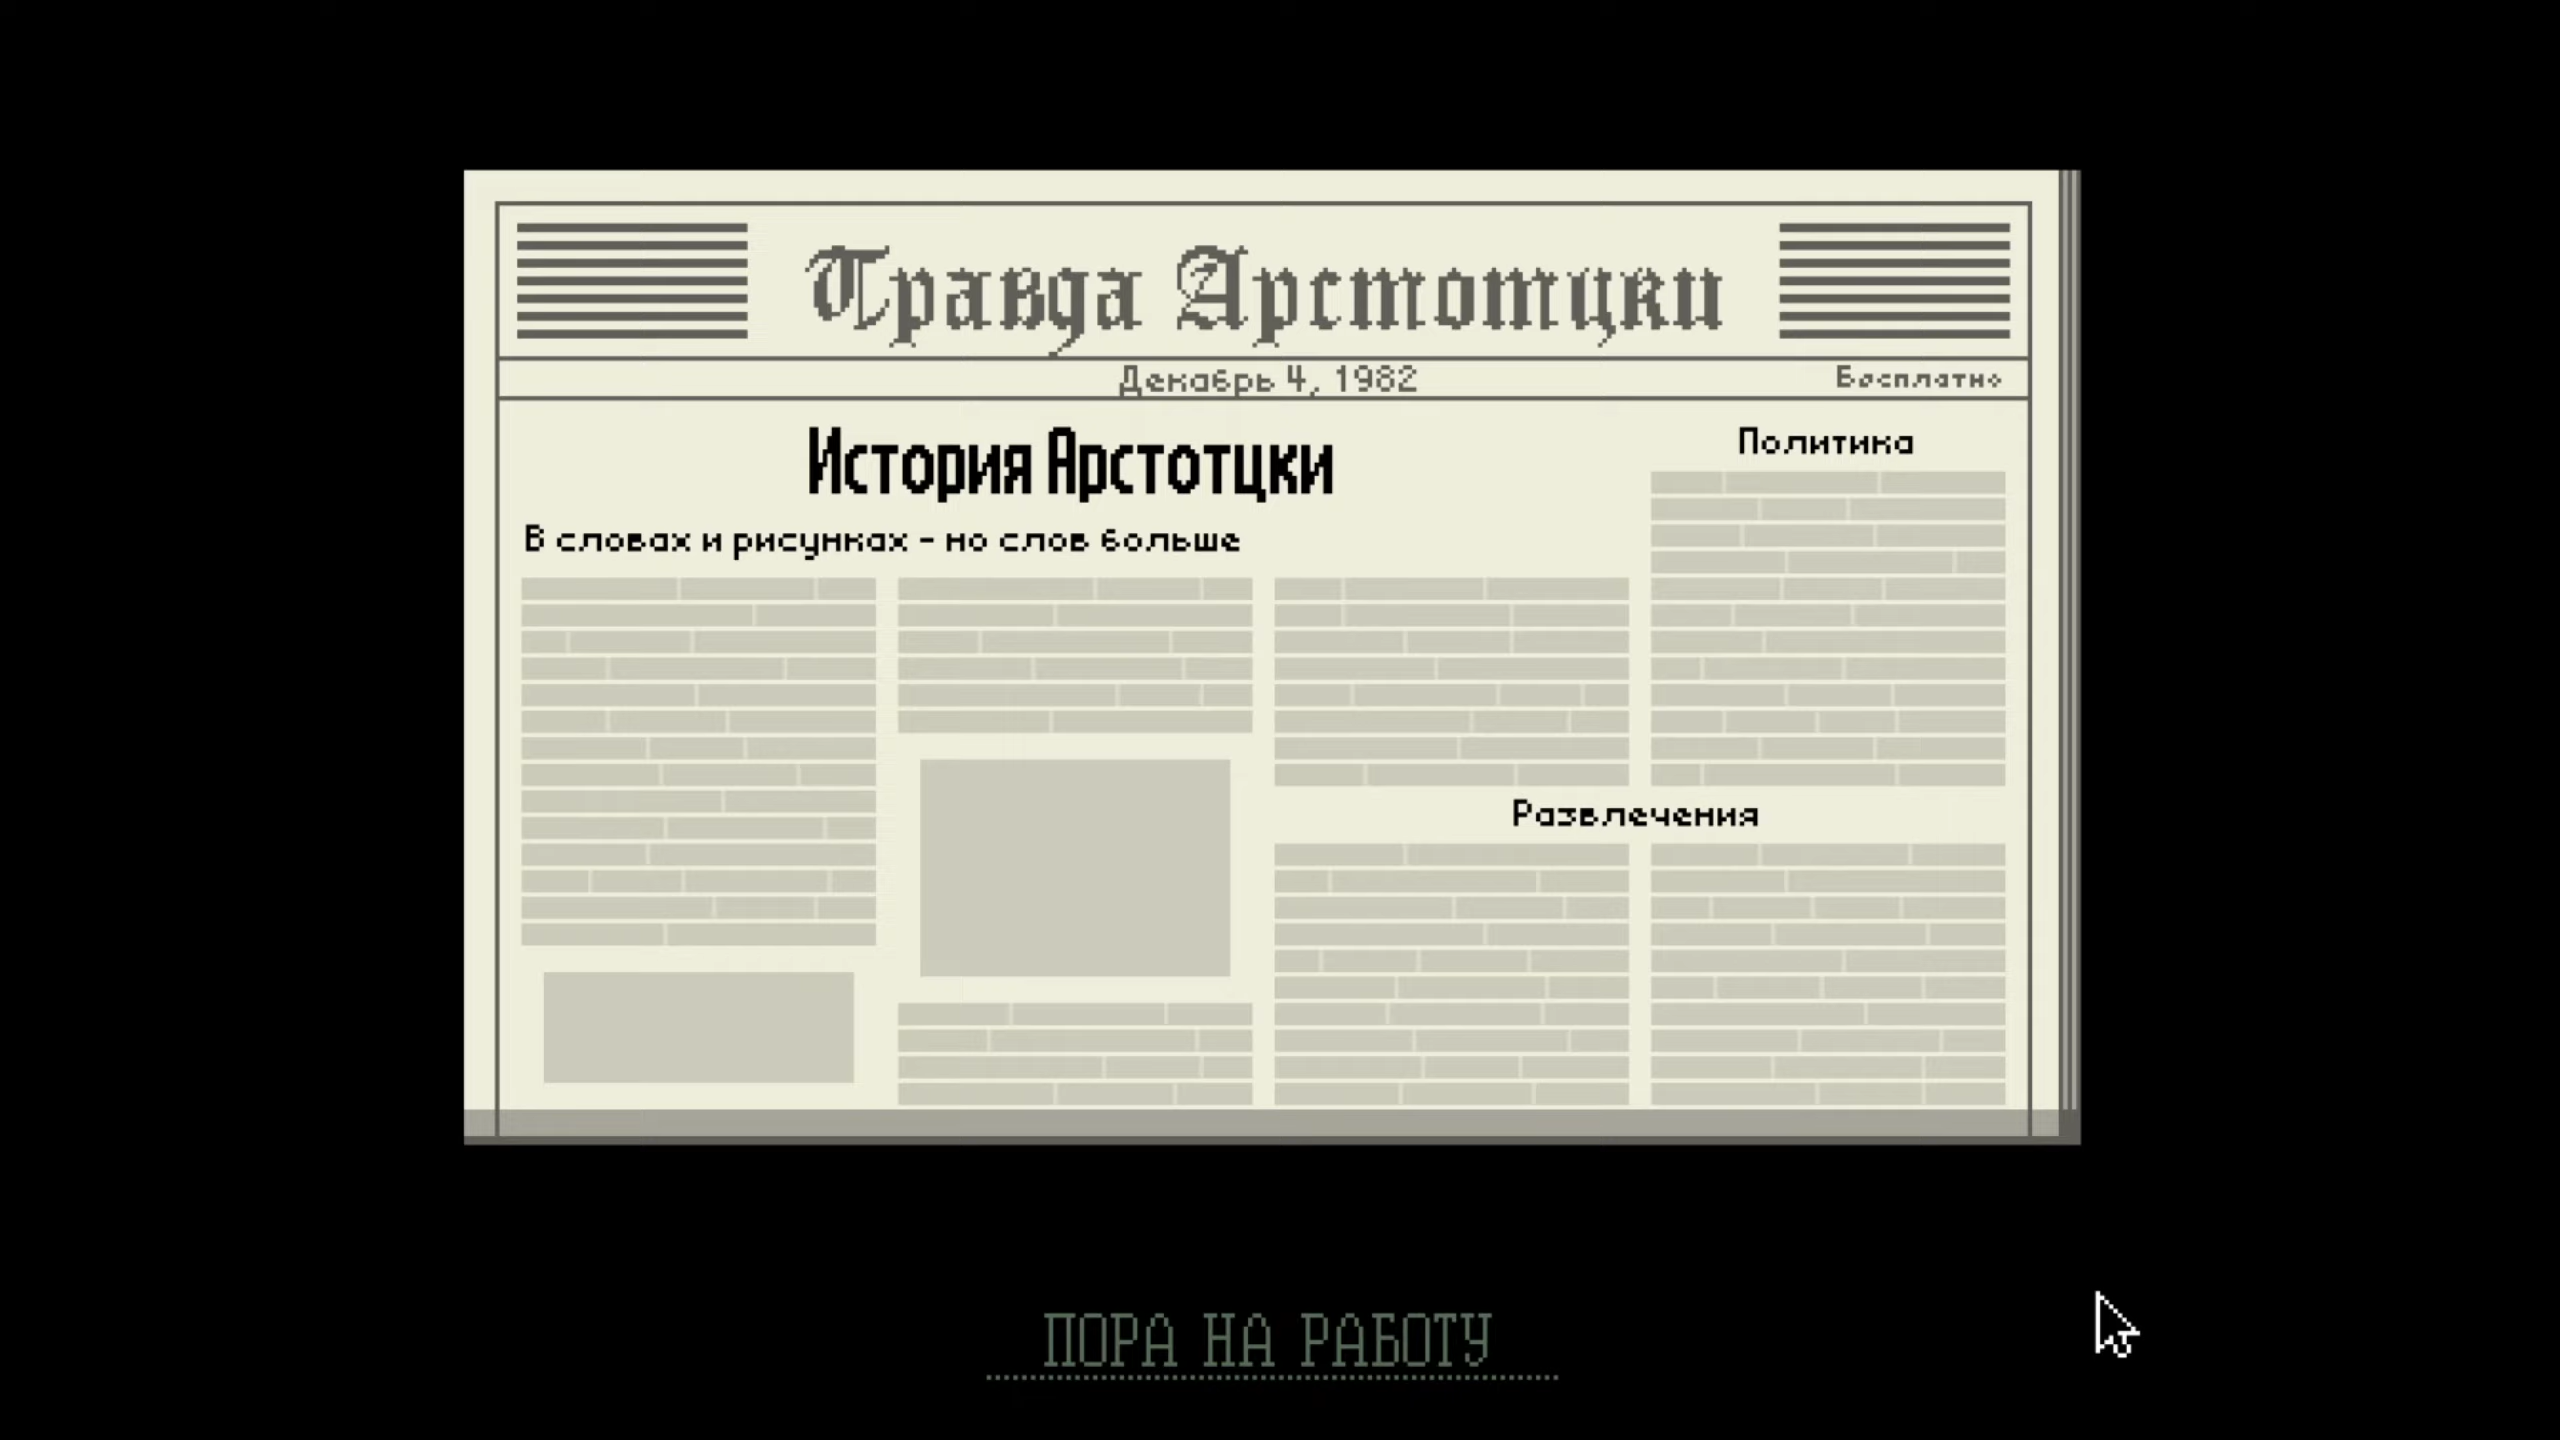 Правда Арстотцки
Декабрь 4, 1982
Бесплатно
История Арстотцки
В словах и рисунках - но слов больше
Политика
Развлечения
ПОРА НА РАБОТУ